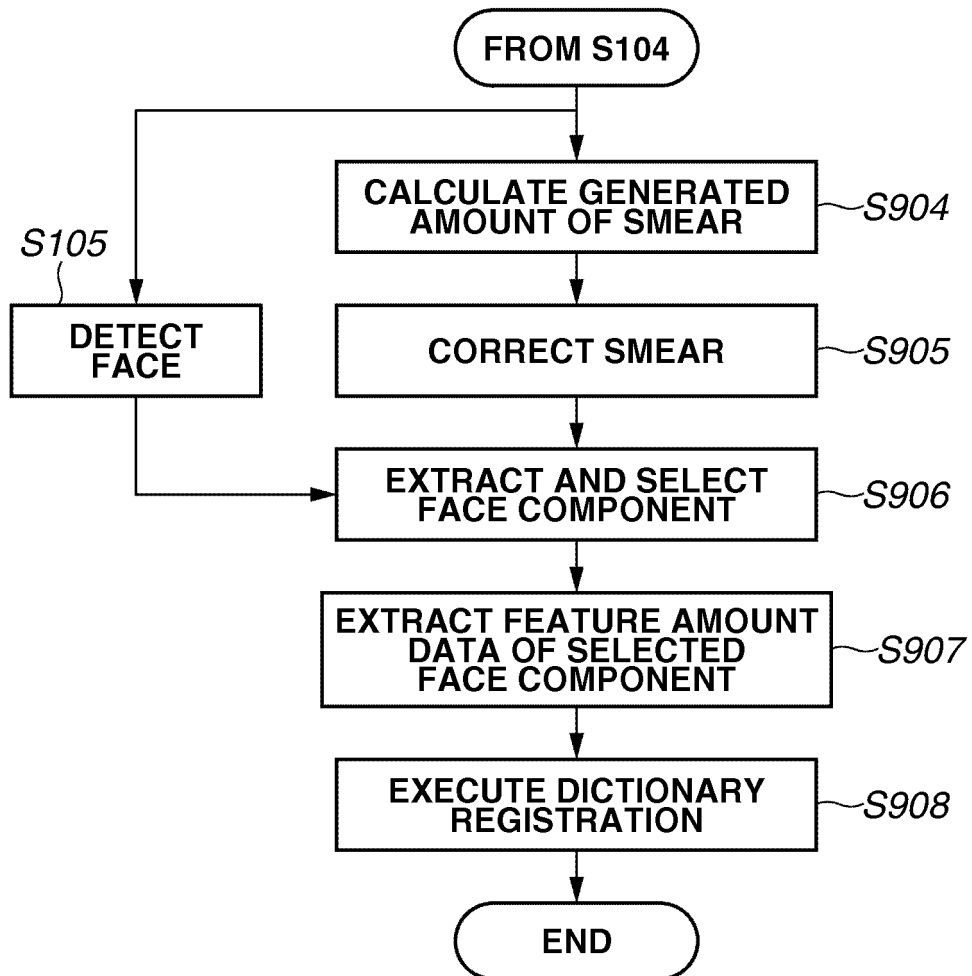 FROM S104
CALCULATE GENERATED
AMOUNT OF SMEAR
S904
S105
DETECT
FACE
CORRECT SMEAR
S905
EXTRACT AND SELECT
FACE COMPONENT
S906
EXTRACT FEATURE AMOUNT
DATA OF SELECTED
FACE COMPONENT
S907
EXECUTE DICTIONARY
REGISTRATION
S908
END